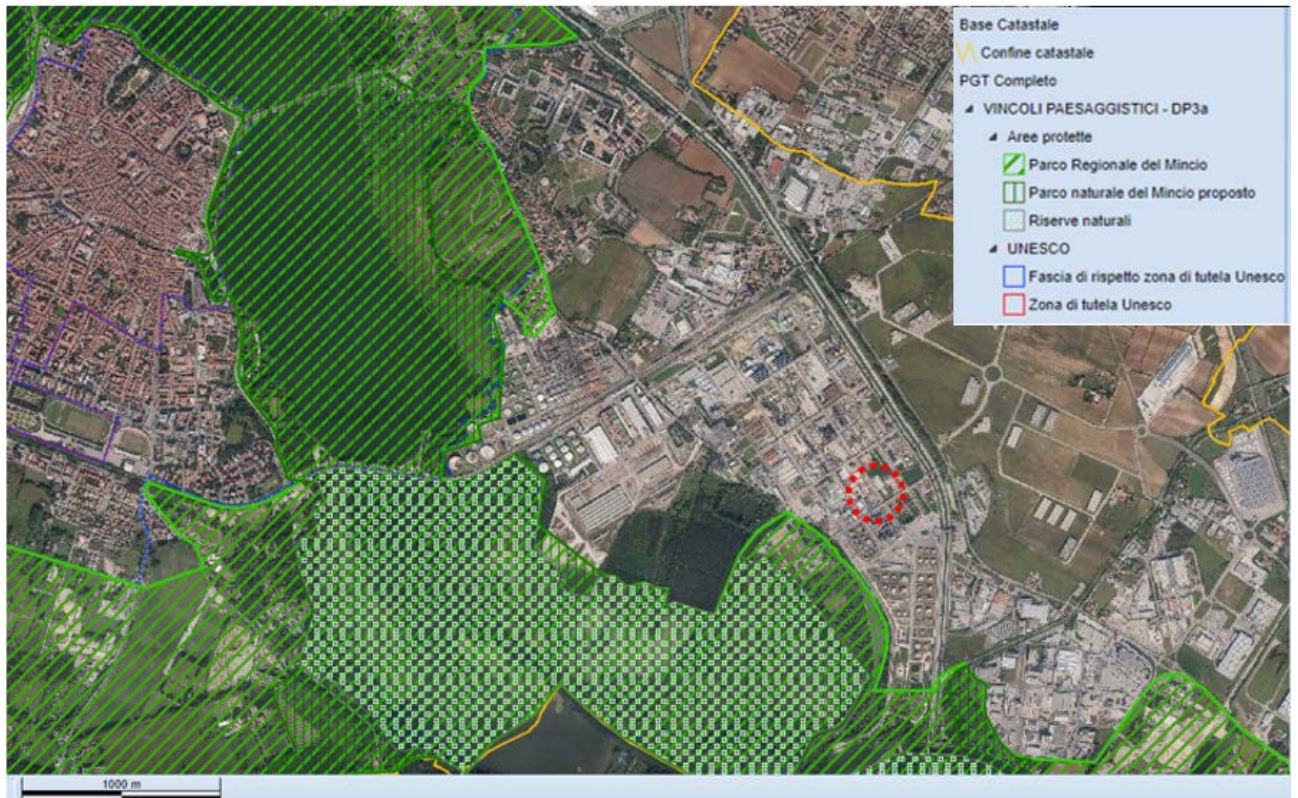 Base Catastale
Confine catastale
PGT Completo
VINCOLI PAESAGGISTICI - DP3a
Aree protette
Parco Regionale del Mincio
Parco naturale del Mincio proposto
Riserve naturali
UNESCO
Fascia di rispetto zona di tutela Unesco
Zona di tutela Unesco
1000 m